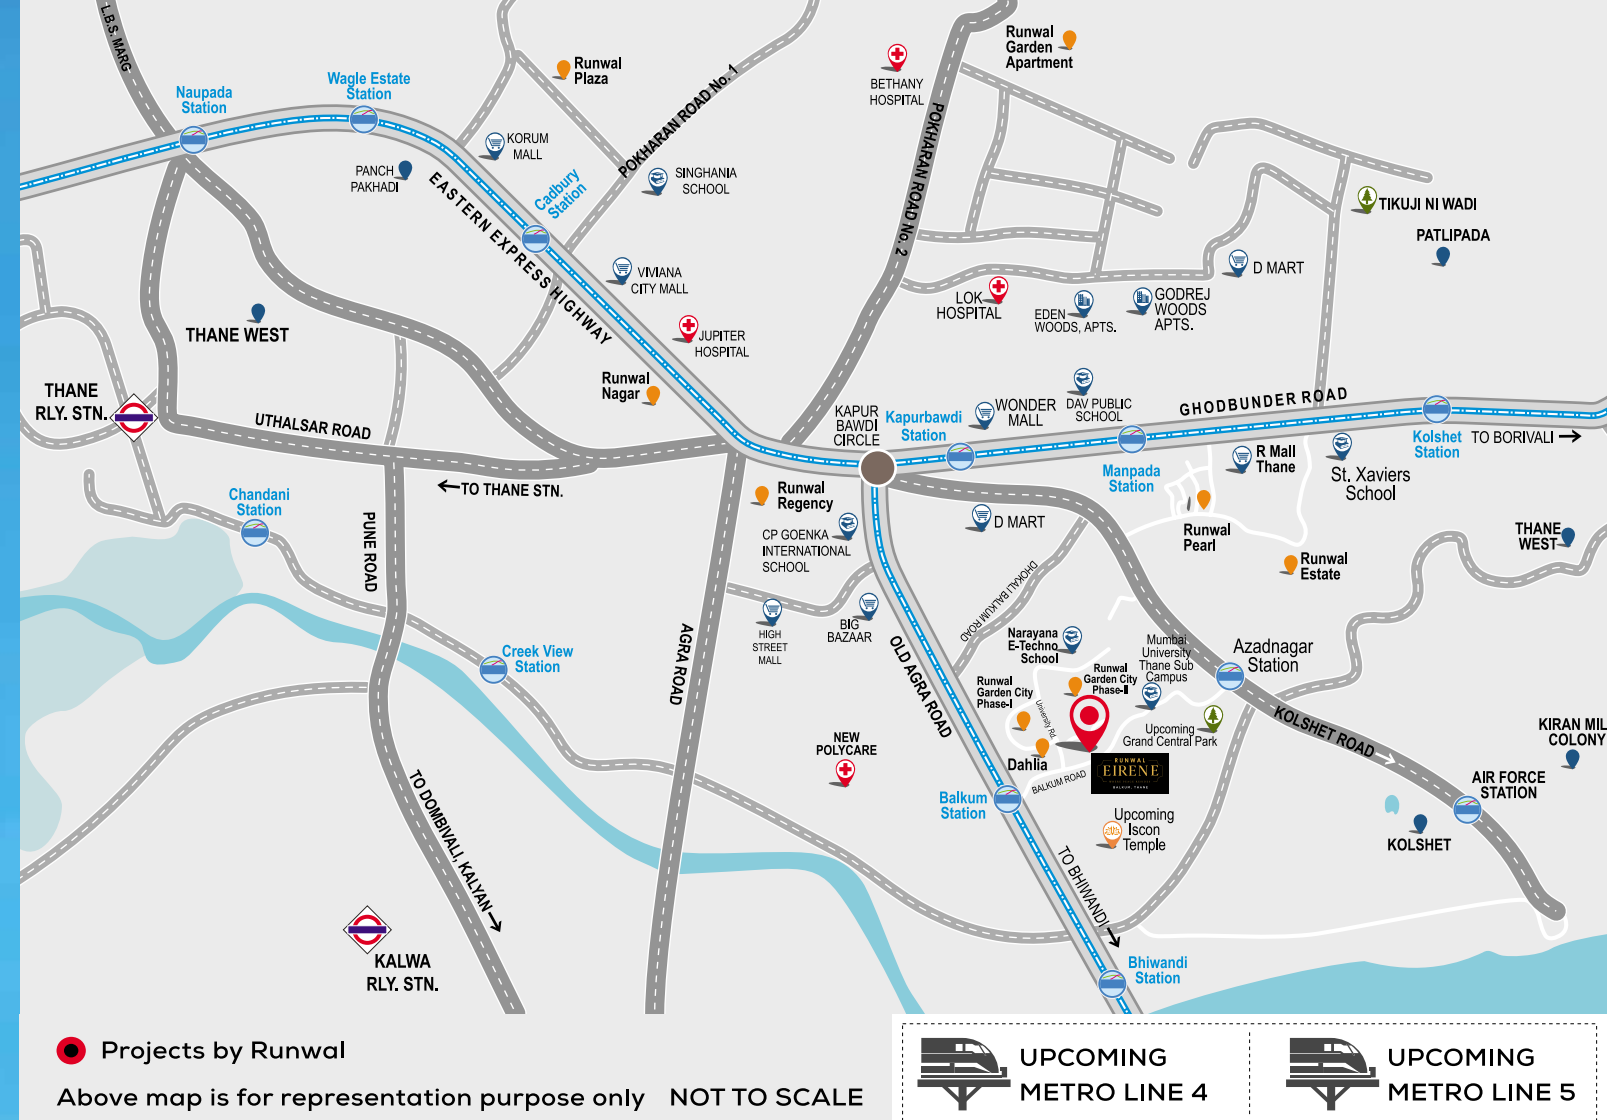 L.B.S. MARG
Naupada
Station
Wagle Estate
Station
Runwal
Plaza
BETHANY
HOSPITAL
Runwal
Garden
Apartment
KORUM
MALL
PANCH
PAKHADI
POKHARAN ROAD No. 1
SINGHANIA
SCHOOL
Cadbury
Station
POKHARAN ROAD No. 2
TIKUJI NI WADI
PATLIPADA
EASTERN EXPRESS HIGHWAY
VIVIANA
CITY MALL
D MART
LOK
HOSPITAL
EDEN
WOODS, APTS.
GODREJ
WOODS
APTS.
THANE WEST
JUPITER
HOSPITAL
Runwal
Nagar
THANE
RLY. STN.
UTHALSAR ROAD
KAPUR
BAWDI
CIRCLE
Kapurbawdi
Station
WONDER
MALL
DAV PUBLIC
SCHOOL
GHODBUNDER ROAD
Kolshet
Station
TO BORIVALI
Manpada
Station
R Mall
Thane
St. Xaviers
School
TO THANE STN.
Chandani
Station
PUNE ROAD
Runwal
Regency
CP GOENKA
INTERNATIONAL
SCHOOL
D MART
Runwal
Pearl
Runwal
Estate
THANE
WEST
DHOKALI BALKUM ROAD
HIGH
STREET
MALL
BIG
BAZAAR
AGRA ROAD
OLD AGRA ROAD
Creek View
Station
Narayana
E-Techno
School
Mumbai
University
Thane Sub
Campus
Azadnagar
Station
Runwal
Garden City
Phase-II
Runwal
Garden City
Phase-I
University Rd.
Upcoming
Grand Central Park
KOLSHET ROAD
NEW
POLYCARE
Dahlia
BALKUM ROAD
RUNWAL
EIRENE
BALKUM, THANE
KIRAN MIL
COLONY
AIR FORCE
STATION
Balkum
Station
Upcoming
Iscon
Temple
KOLSHET
TO DOMBIVALI, KALYAN
TO BHIWANDI
KALWA
RLY. STN.
Bhiwandi
Station
Projects by Runwal
Above map is for representation purpose only NOT TO SCALE
UPCOMING
METRO LINE 4
UPCOMING
METRO LINE 5